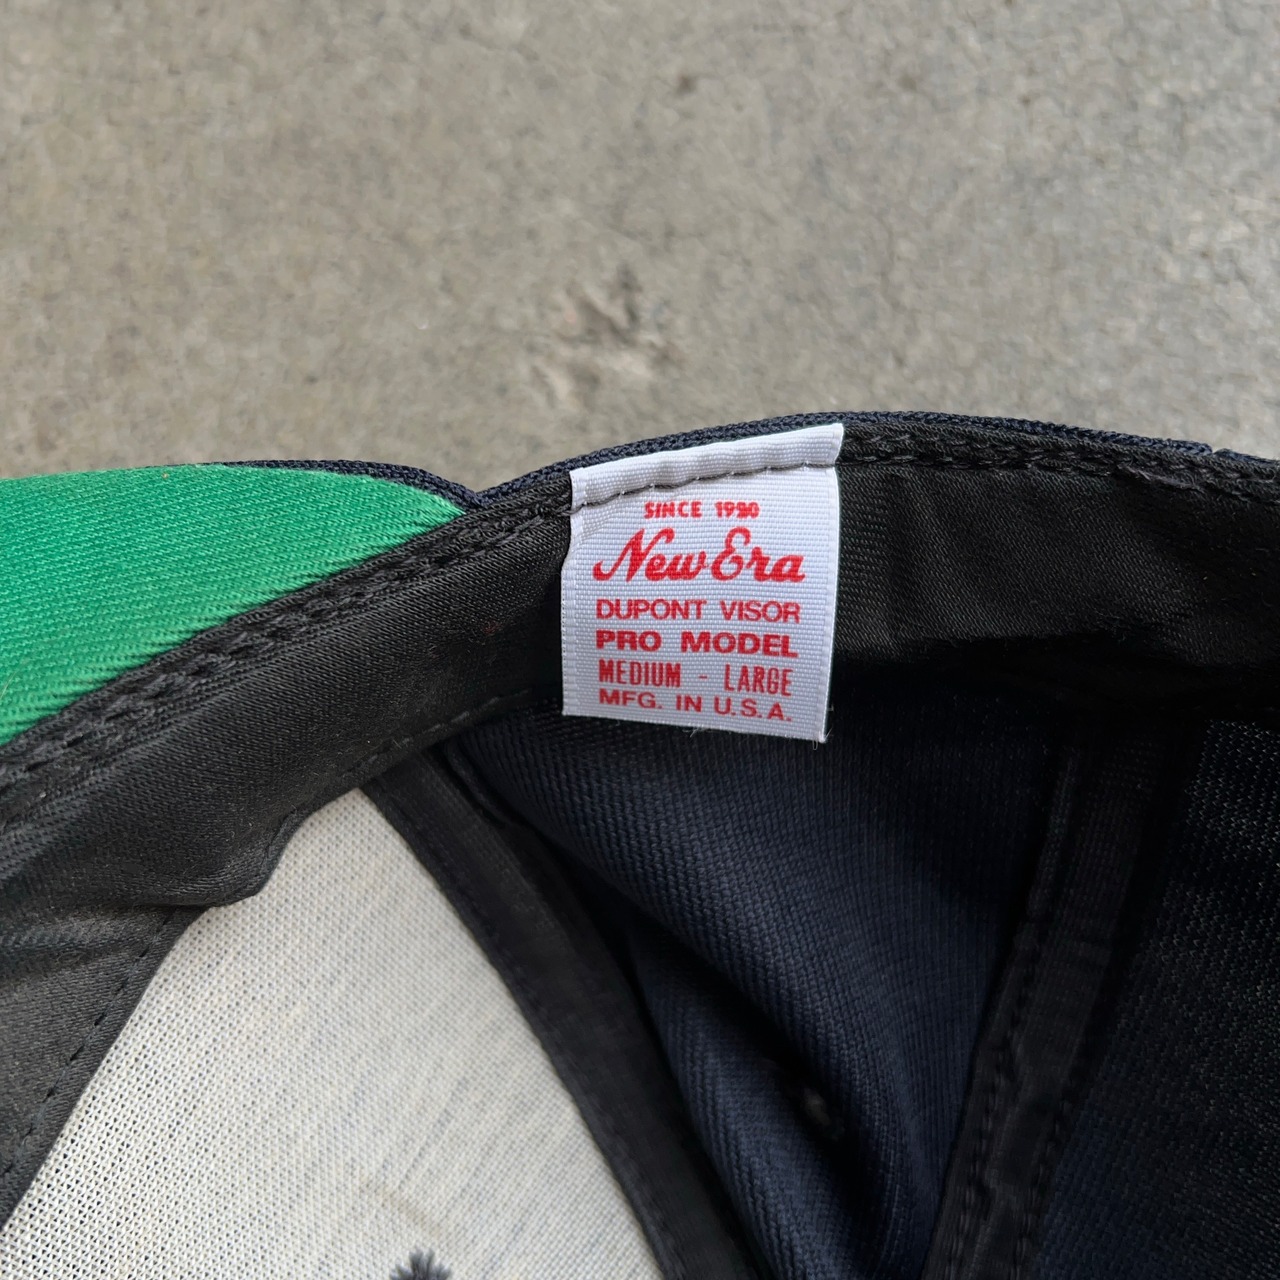 SINCE 1920
New Era
DUPONT VISOR
PRO MODEL
MEDIUM - LARGE
MFG. IN U.S.A.